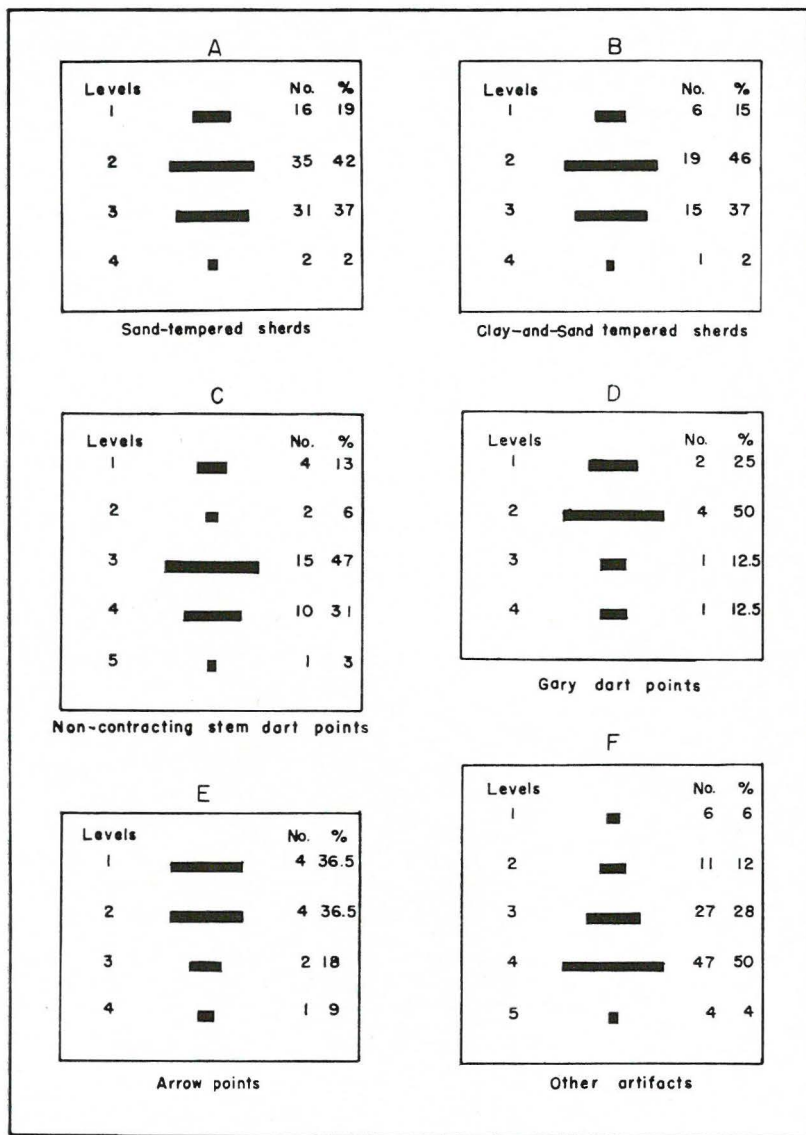 A
Levels No. %
1 16 19
2 35 42
3 31 37
4 2 2
Sand-tempered sherds
B
Levels No. %
1 6 15
2 19 46
3 15 37
4 1 2
Clay-and-Sand tempered sherds
C
Levels No. %
1 4 13
2 2 6
3 15 47
4 10 31
5 1 3
Non-contracting stem dart points
D
Levels No. %
1 2 25
2 4 50
3 1 12.5
4 1 12.5
Gary dart points
E
Levels No. %
1 4 36.5
2 4 36.5
3 2 18
4 1 9
Arrow points
F
Levels No. %
1 6 6
2 11 12
3 27 28
4 47 50
5 4 4
Other artifacts